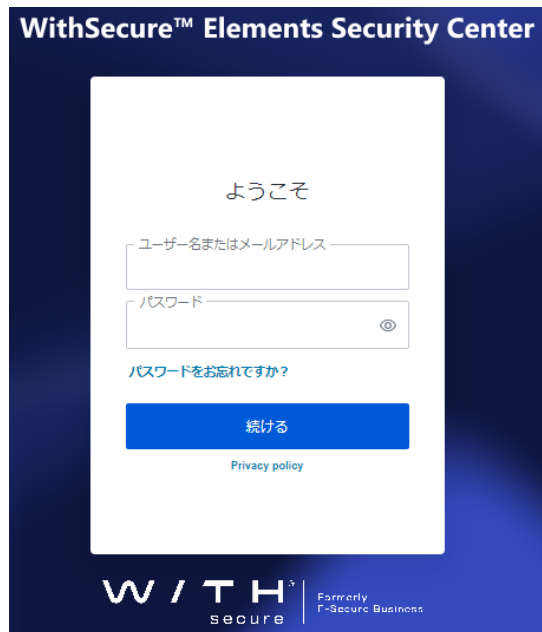 WithSecure™ Elements Security Center
ようこそ
ユーザー名またはメールアドレス
パスワード
パスワードをお忘れですか？
続ける
Privacy policy
W / T H
secure
Formerly
F-Secure Business